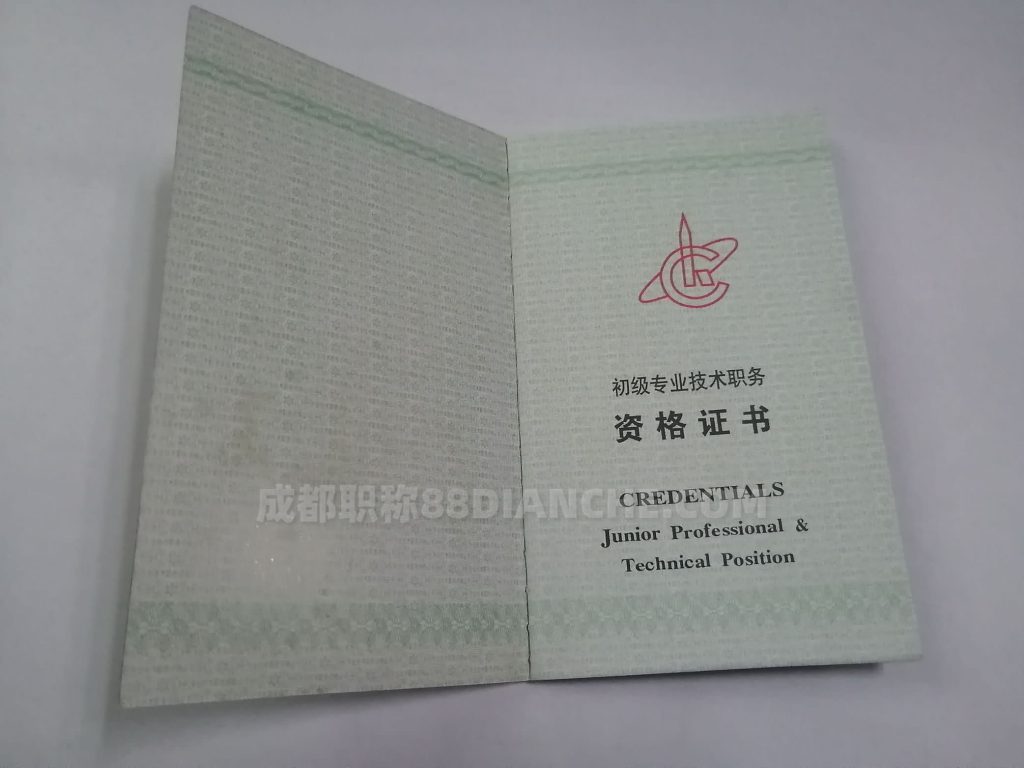 初级专业技术职务
资格证书
成都职称88DIANCHE.COM
CREDENTIALS
Junior Professional &
Technical Position